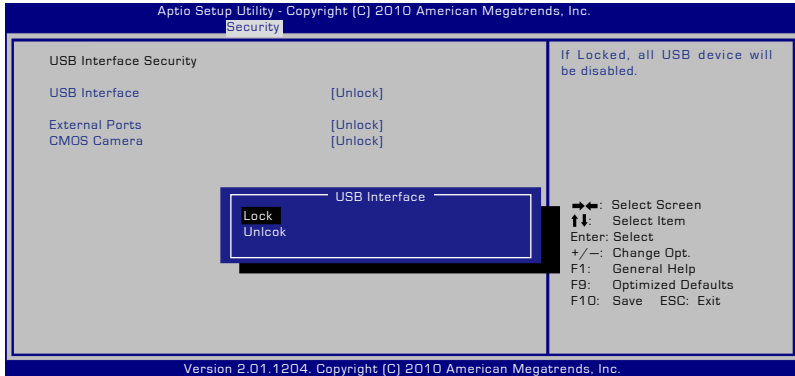 Aptio Setup Utility - Copyright (C) 2010 American Megatrends, Inc.
Security
USB Interface Security
USB Interface [Unlock]
External Ports [Unlock]
CMOS Camera [Unlock]
USB Interface
Lock
Unlcok
If Locked, all USB device will
be disabled.
→←: Select Screen
↑↓: Select Item
Enter: Select
+/—: Change Opt.
F1: General Help
F9: Optimized Defaults
F10: Save ESC: Exit
Version 2.01.1204. Copyright (C) 2010 American Megatrends, Inc.